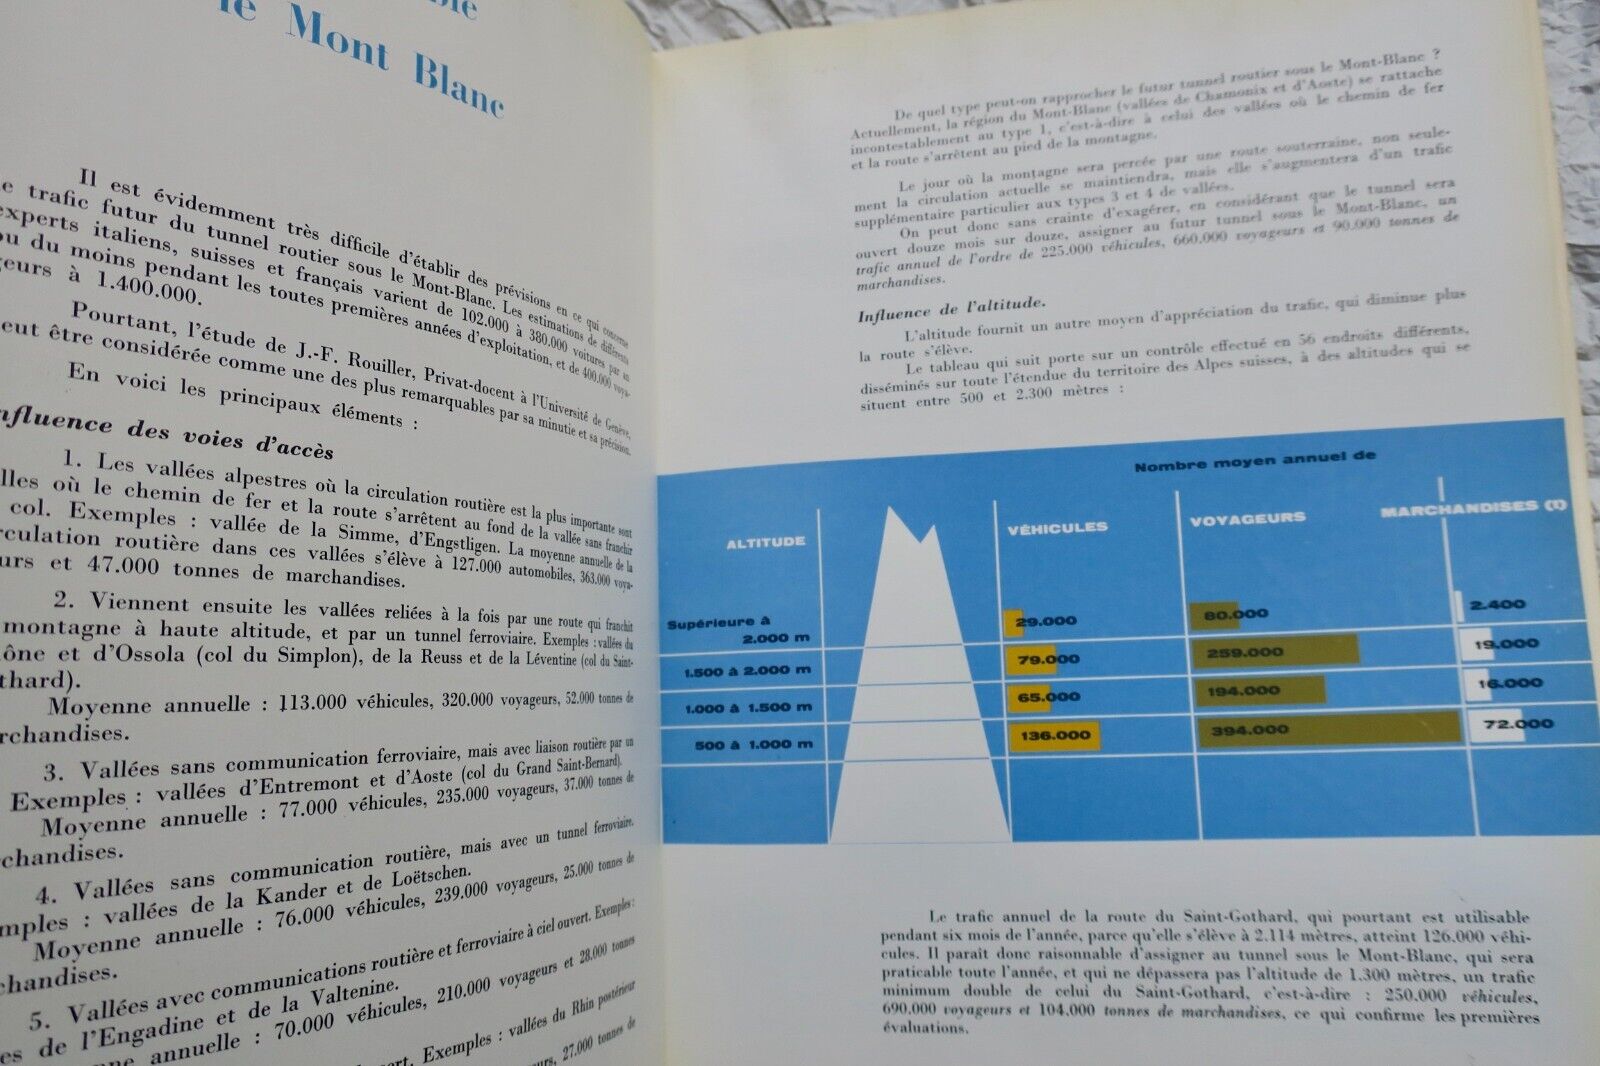 le Mont Blanc
Il est évidemment très difficile d'établir des prévisions en ce qui concerne
trafic futur du tunnel routier sous le Mont-Blanc. Les estimations de différents
experts italiens, suisses et français varient de 102.000 à 380.000 voitures par an
du moins pendant les toutes premières années d'exploitation, et de 400.000 voya-
geurs à 1.400.000.
Pourtant, l'étude de J.-F. Rouiller, Privat-docent à l'Université de Genève,
peut être considérée comme une des plus remarquables par sa minutie et sa précision.
En voici les principaux éléments :
Influence des voies d'accès
1. Les vallées alpestres où la circulation routière est la plus importante sont
celles où le chemin de fer et la route s'arrêtent au fond de la vallée sans franchir
col. Exemples : vallée de la Simme, d'Engstligen. La moyenne annuelle de la
circulation routière dans ces vallées s'élève à 127.000 automobiles, 363.000 voya-
geurs et 47.000 tonnes de marchandises.
2. Viennent ensuite les vallées reliées à la fois par une route qui franchit
montagne à haute altitude, et par un tunnel ferroviaire. Exemples : vallées du
Rhône et d'Ossola (col du Simplon), de la Reuss et de la Léventine (col du Saint-
Gothard).
Moyenne annuelle : 113.000 véhicules, 320.000 voyageurs, 52.000 tonnes de
marchandises.
3. Vallées sans communication ferroviaire, mais avec liaison routière par un
Exemples : vallées d'Entremont et d'Aoste (col du Grand Saint-Bernard).
Moyenne annuelle : 77.000 véhicules, 235.000 voyageurs, 37.000 tonnes de
marchandises.
4. Vallées sans communication routière, mais avec un tunnel ferroviaire.
Exemples : vallées de la Kander et de Loëtschen.
Moyenne annuelle : 76.000 véhicules, 239.000 voyageurs, 25.000 tonnes de
marchandises.
5. Vallées avec communications routière et ferroviaire à ciel ouvert. Exemples :
de l'Engadine et de la Valtenine.
annuelle : 70.000 véhicules, 210.000 voyageurs et 28.000 tonnes
Exemples : vallées du Rhin postérieur
27.000 tonnes de
De quel type peut-on rapprocher le futur tunnel routier sous le Mont-Blanc ?
Actuellement, la région du Mont-Blanc (vallées de Chamonix et d'Aoste) se rattache
incontestablement au type 1, c'est-à-dire à celui des vallées où le chemin de fer
et la route s'arrêtent au pied de la montagne.
Le jour où la montagne sera percée par une route souterraine, non seule-
ment la circulation actuelle se maintiendra, mais elle s'augmentera d'un trafic
supplémentaire particulier aux types 3 et 4 de vallées.
On peut donc sans crainte d'exagérer, en considérant que le tunnel sera
ouvert douze mois sur douze, assigner au futur tunnel sous le Mont-Blanc, un
trafic annuel de l'ordre de 225.000 véhicules, 660.000 voyageurs et 90.000 tonnes de
marchandises.
Influence de l'altitude.
L'altitude fournit un autre moyen d'appréciation du trafic, qui diminue plus
la route s'élève.
Le tableau qui suit porte sur un contrôle effectué en 56 endroits différents,
disséminés sur toute l'étendue du territoire des Alpes suisses, à des altitudes qui se
situent entre 500 et 2.300 mètres :
Nombre moyen annuel de
ALTITUDE VÉHICULES VOYAGEURS MARCHANDISES (t)
Supérieure à
2.000 m 29.000 80.000 2.400
1.500 à 2.000 m 79.000 259.000 19.000
1.000 à 1.500 m 65.000 194.000 16.000
500 à 1.000 m 136.000 394.000 72.000
Le trafic annuel de la route du Saint-Gothard, qui pourtant est utilisable
pendant six mois de l'année, parce qu'elle s'élève à 2.114 mètres, atteint 126.000 véhi-
cules. Il paraît donc raisonnable d'assigner au tunnel sous le Mont-Blanc, qui sera
praticable toute l'année, et qui ne dépassera pas l'altitude de 1.300 mètres, un trafic
minimum double de celui du Saint-Gothard, c'est-à-dire : 250.000 véhicules,
690.000 voyageurs et 104.000 tonnes de marchandises, ce qui confirme les premières
évaluations.